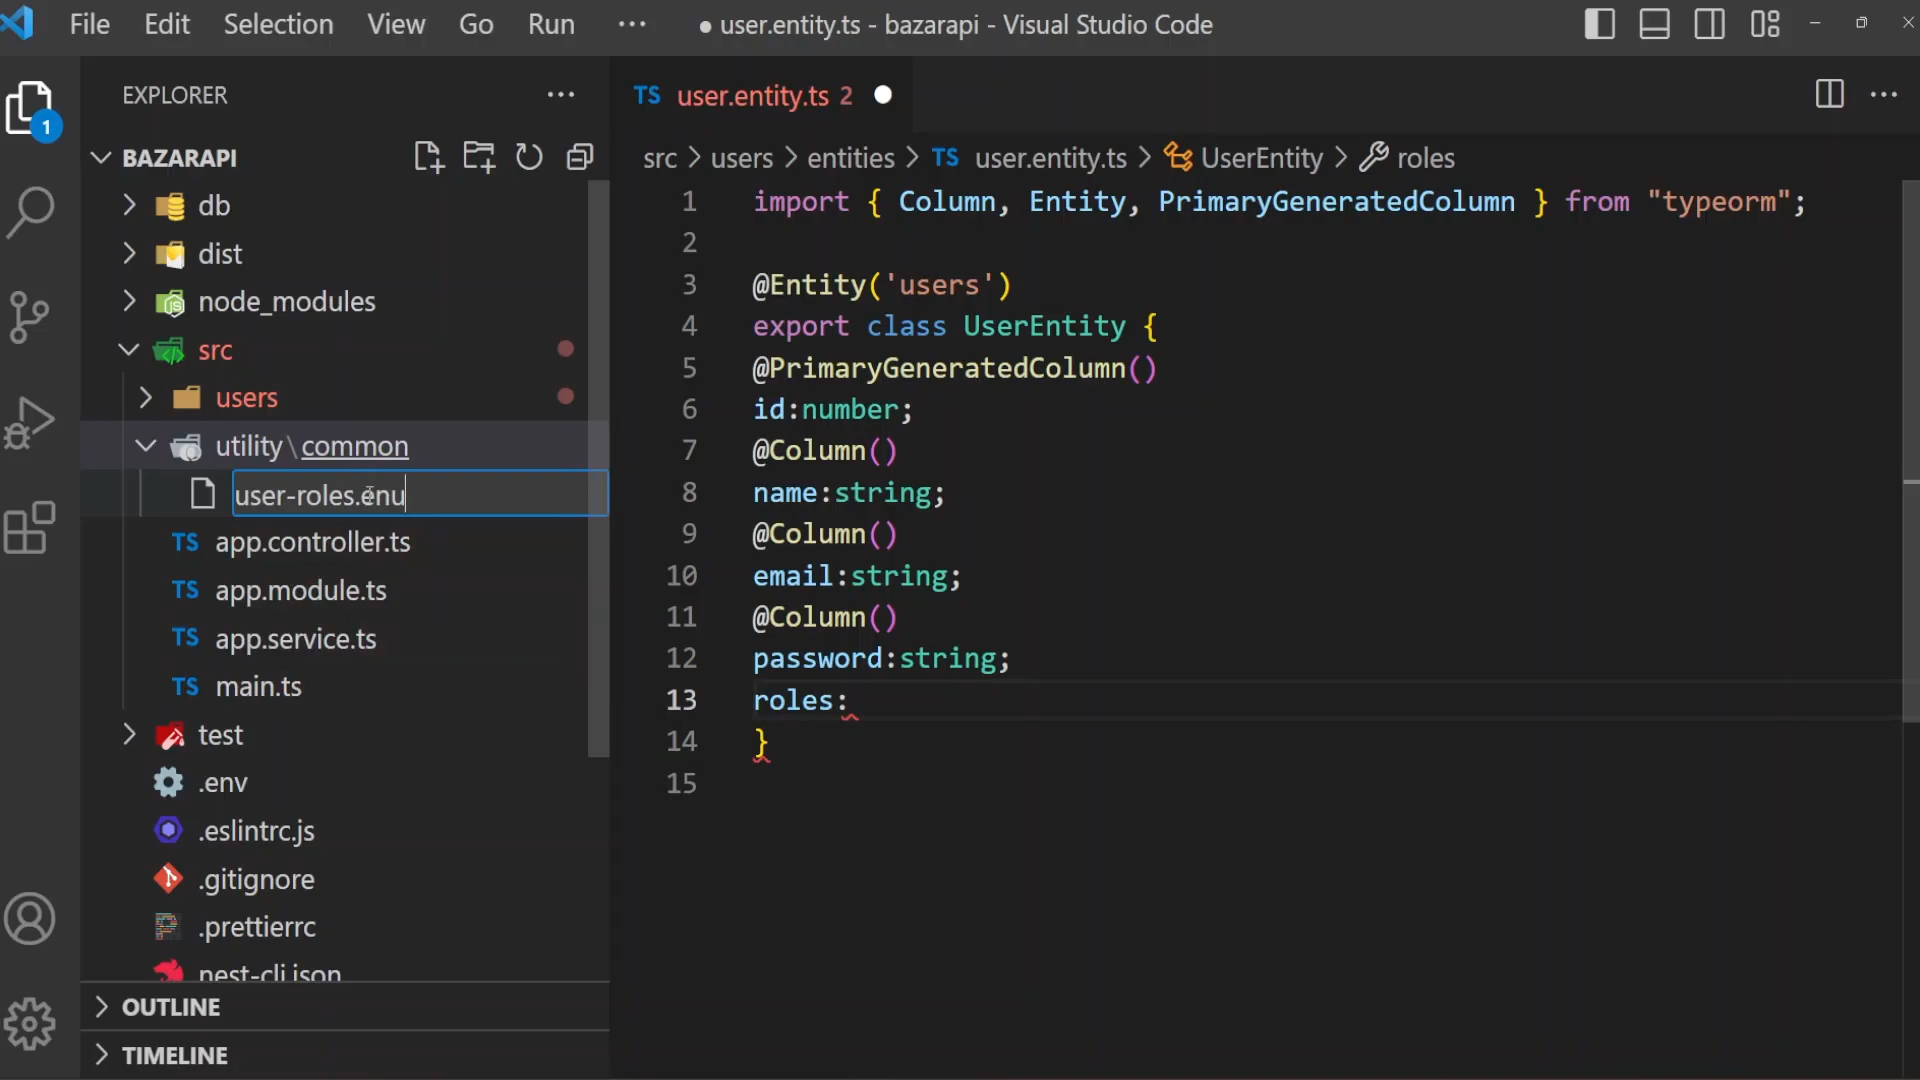 File Edit Selection View Go Run ··· ● user.entity.ts - bazarapi - Visual Studio Code
EXPLORER
1
BAZARAPI
db
dist
node_modules
src
users
utility\common
user-roles.enu
TS app.controller.ts
TS app.module.ts
TS app.service.ts
TS main.ts
test
.env
.eslintrc.js
.gitignore
.prettierrc
nest-cli.json
OUTLINE
TIMELINE
TS user.entity.ts 2
src > users > entities > TS user.entity.ts > UserEntity > roles
1 import { Column, Entity, PrimaryGeneratedColumn } from "typeorm";
2
3 @Entity('users')
4 export class UserEntity {
5 @PrimaryGeneratedColumn()
6 id:number;
7 @Column()
8 name:string;
9 @Column()
10 email:string;
11 @Column()
12 password:string;
13 roles:
14 }
15